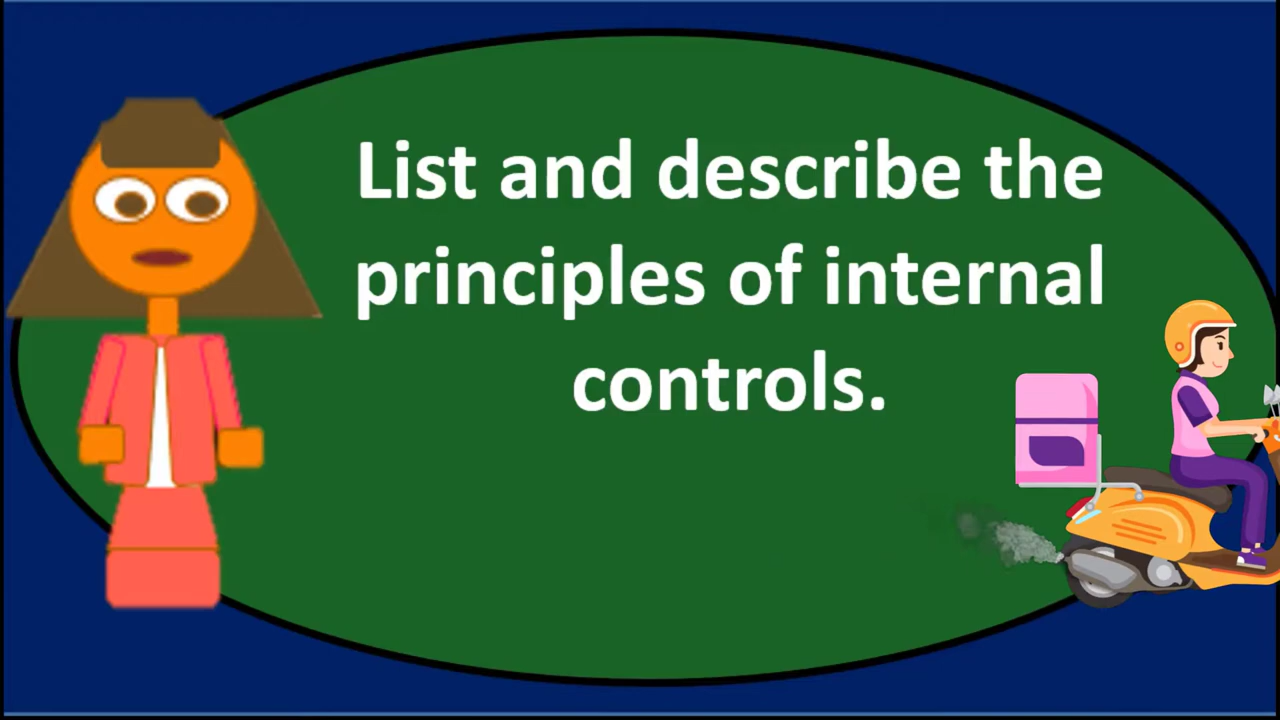 List and describe the
principles of internal
controls.